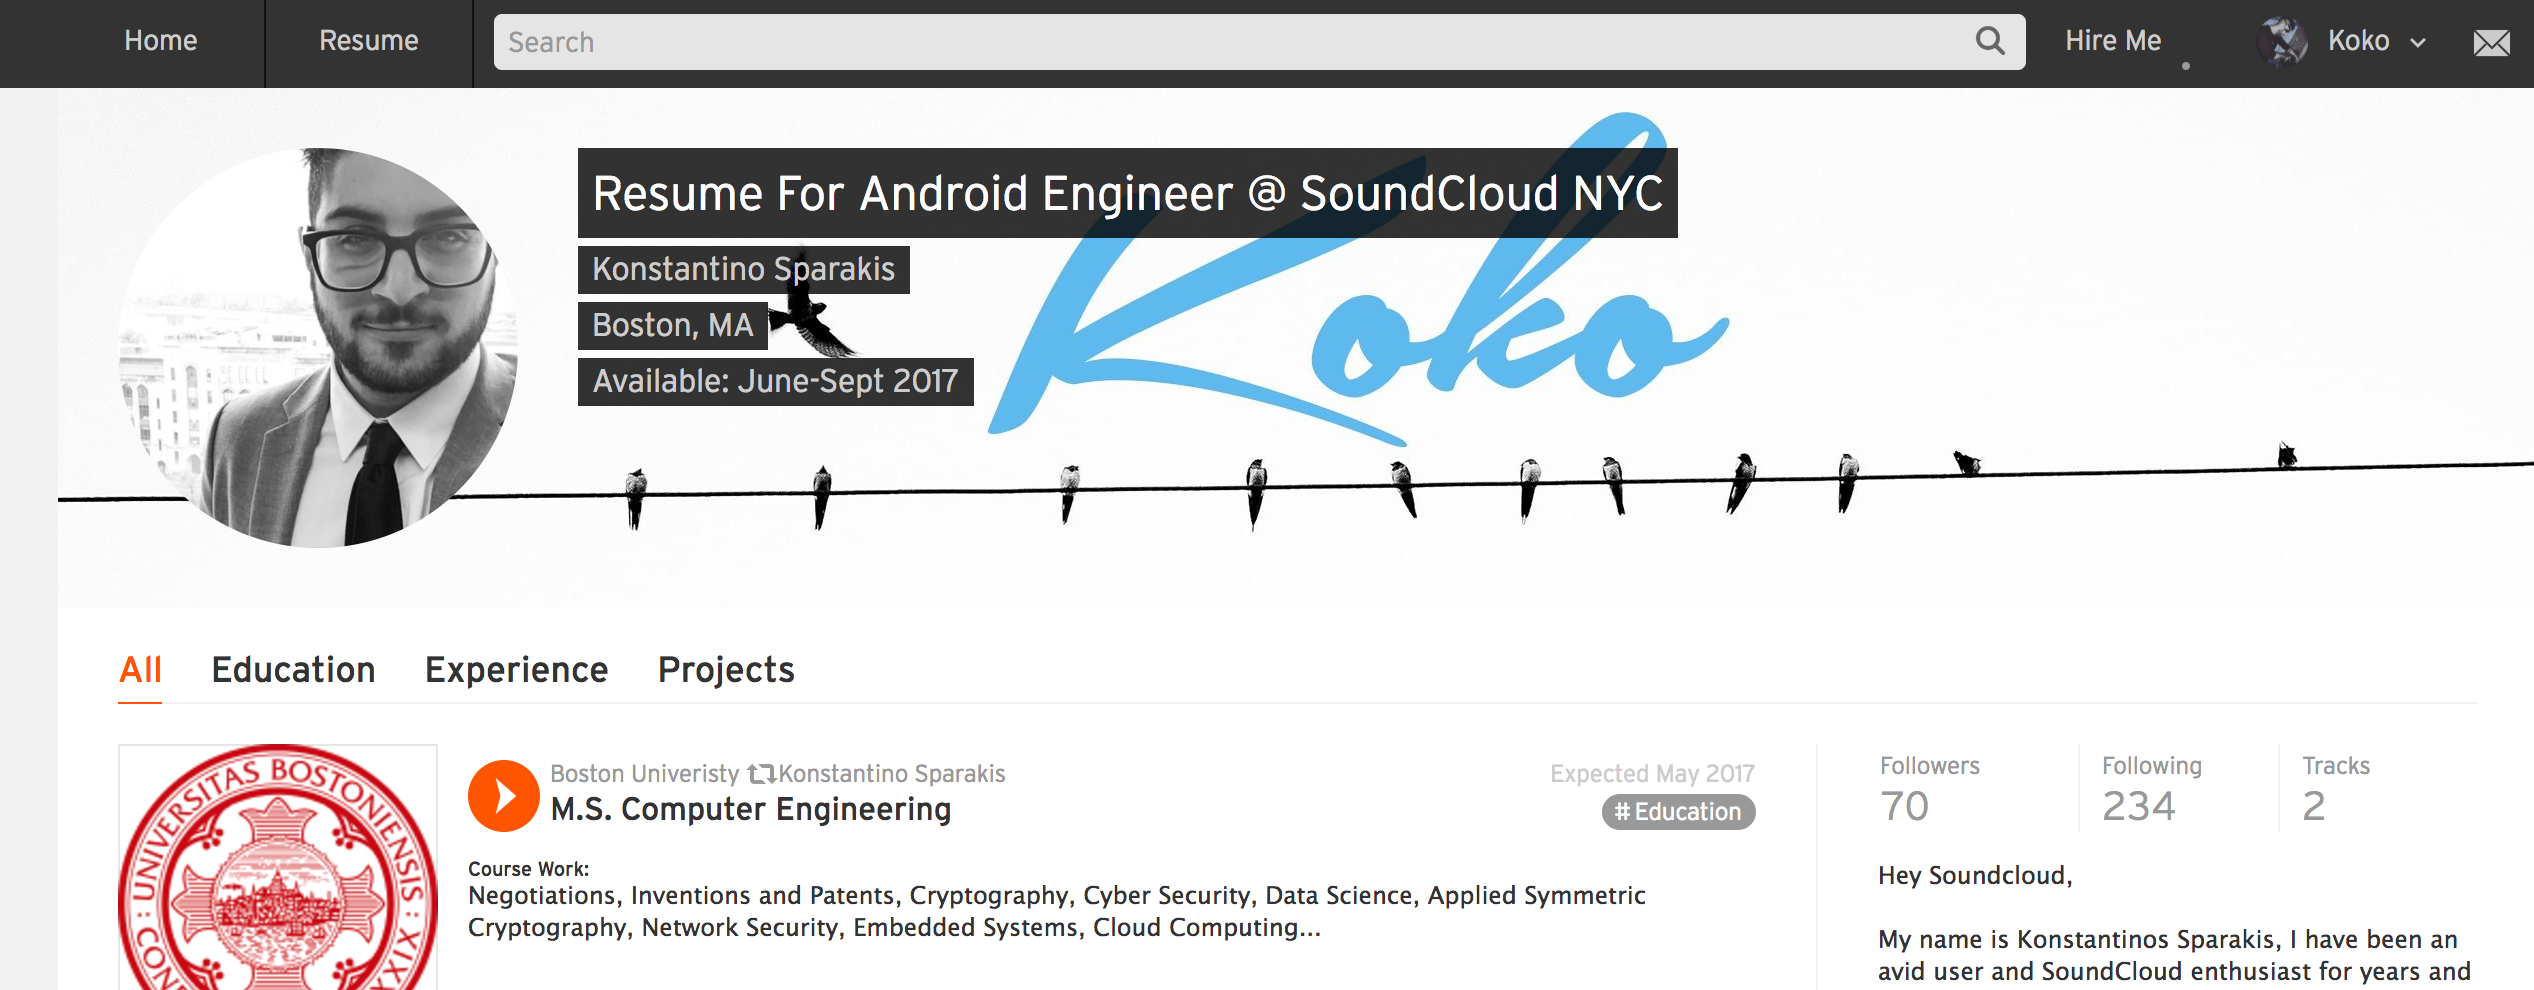 Home
Resume
Search
Hire Me
Koko
Koko
Resume For Android Engineer @ SoundCloud NYC
Konstantino Sparakis
Boston, MA
Available: June-Sept 2017
All
Education
Experience
Projects
UNIVERSITAS BOSTONIENSIS
CON
Boston Univeristy Konstantino Sparakis
M.S. Computer Engineering
Expected May 2017
# Education
Course Work:
Negotiations, Inventions and Patents, Cryptography, Cyber Security, Data Science, Applied Symmetric
Cryptography, Network Security, Embedded Systems, Cloud Computing...
Followers
70
Following
234
Tracks
2
Hey Soundcloud,
My name is Konstantinos Sparakis, I have been an
avid user and SoundCloud enthusiast for years and